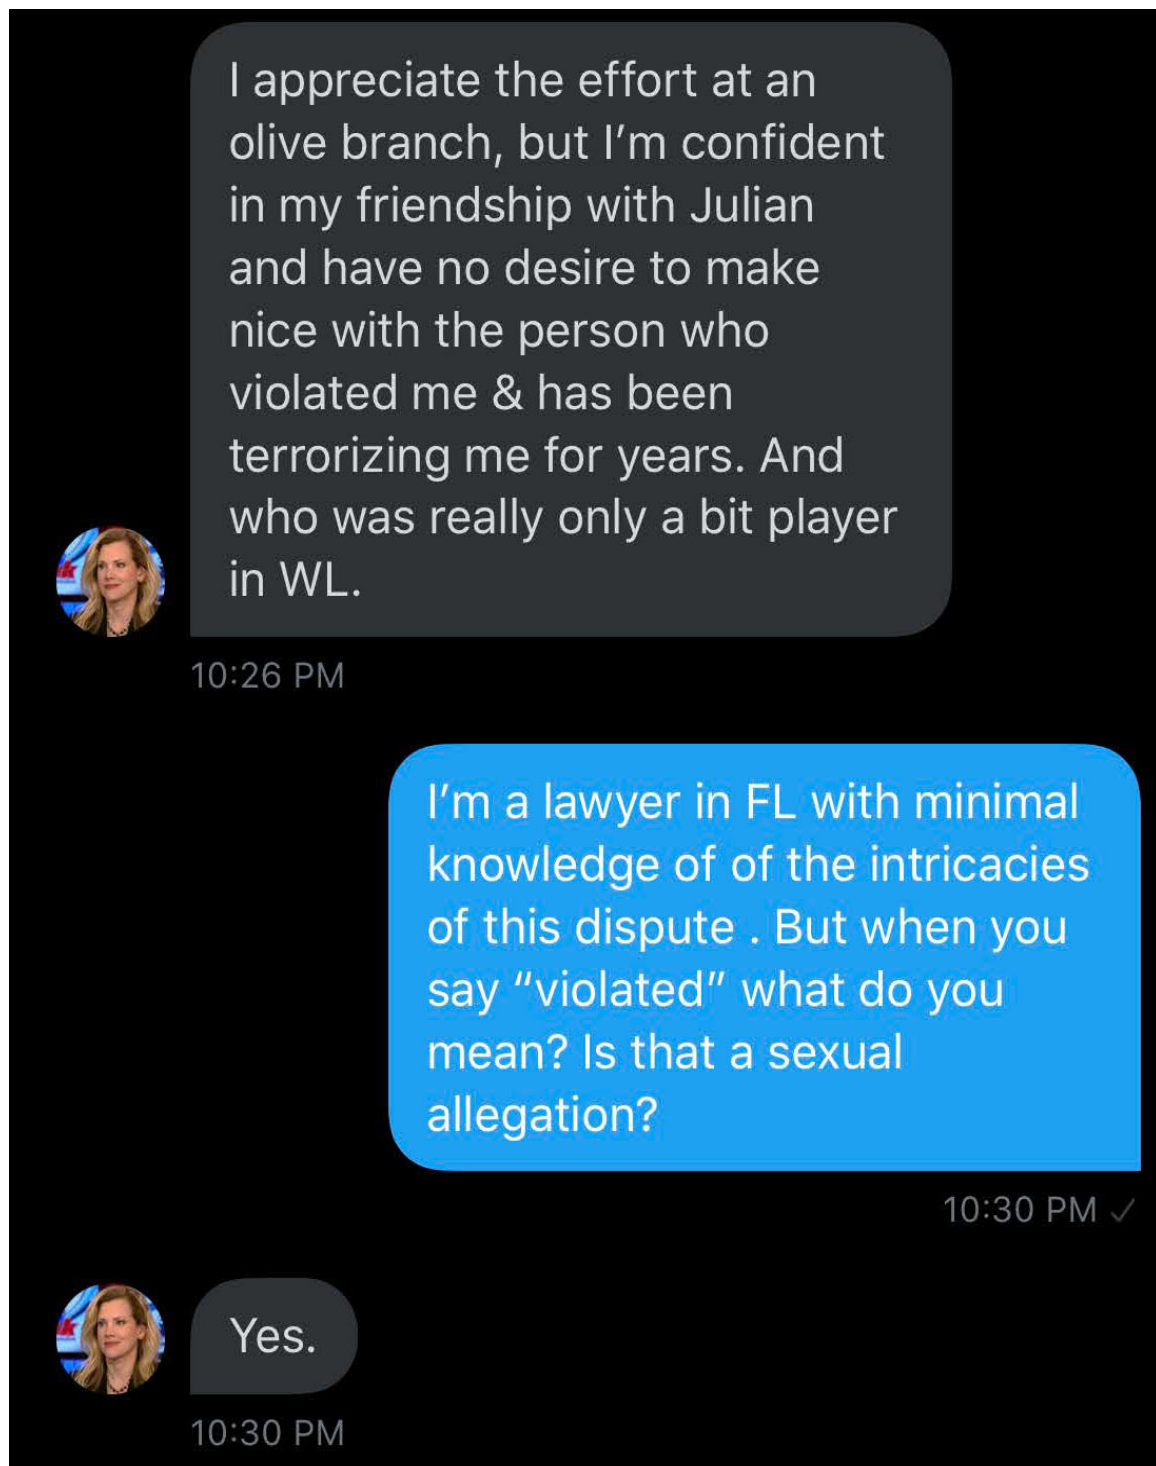 I appreciate the effort at an
olive branch, but I’m confident
in my friendship with Julian
and have no desire to make
nice with the person who
violated me & has been
terrorizing me for years. And
who was really only a bit player
in WL.
10:26 PM
I’m a lawyer in FL with minimal
knowledge of of the intricacies
of this dispute . But when you
say “violated” what do you
mean? Is that a sexual
allegation?
10:30 PM
Yes.
10:30 PM